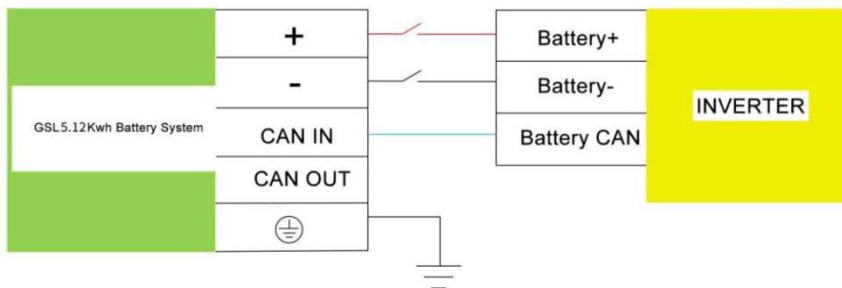 GSL5.12Kwh Battery System
+
-
CAN IN
CAN OUT
Battery+
Battery-
Battery CAN
INVERTER